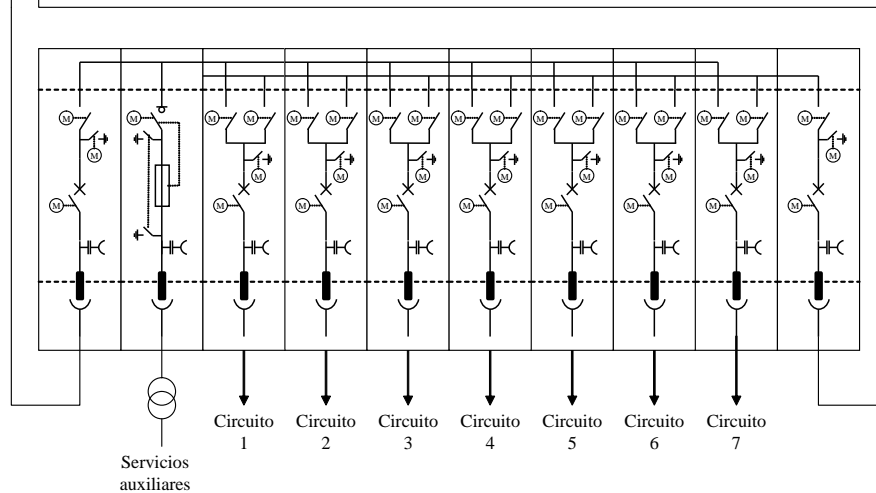 M M M M M M M M M M M M M M M M M
M M M M M M M M M
M M M M M M M M M
Circuito
1
Circuito
2
Circuito
3
Circuito
4
Circuito
5
Circuito
6
Circuito
7
Servicios
auxiliares